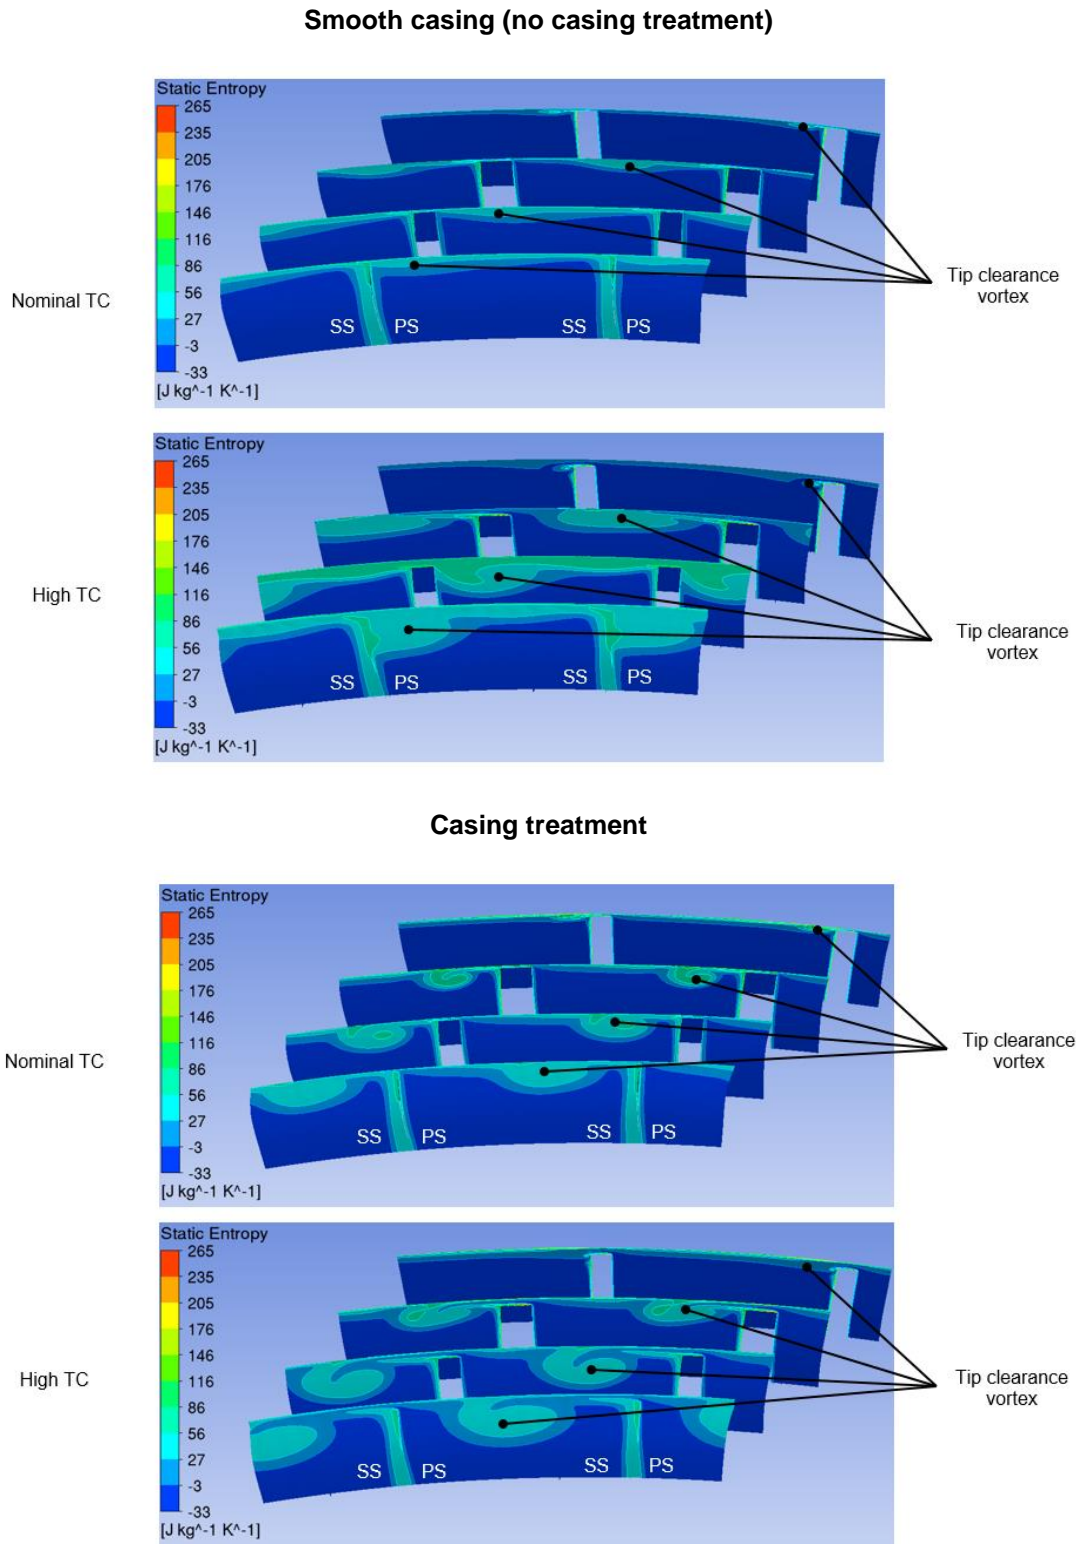 Smooth casing (no casing treatment)
Static Entropy
265
235
205
176
146
116
86
56
27
-3
-33
[J kg^-1 K^-1]
Nominal TC
SS PS SS PS
Tip clearance
vortex
Static Entropy
265
235
205
176
146
116
86
56
27
-3
-33
[J kg^-1 K^-1]
High TC
SS PS SS PS
Tip clearance
vortex
Casing treatment
Static Entropy
265
235
205
176
146
116
86
56
27
-3
-33
[J kg^-1 K^-1]
Nominal TC
SS PS SS PS
Tip clearance
vortex
Static Entropy
265
235
205
176
146
116
86
56
27
-3
-33
[J kg^-1 K^-1]
High TC
SS PS SS PS
Tip clearance
vortex